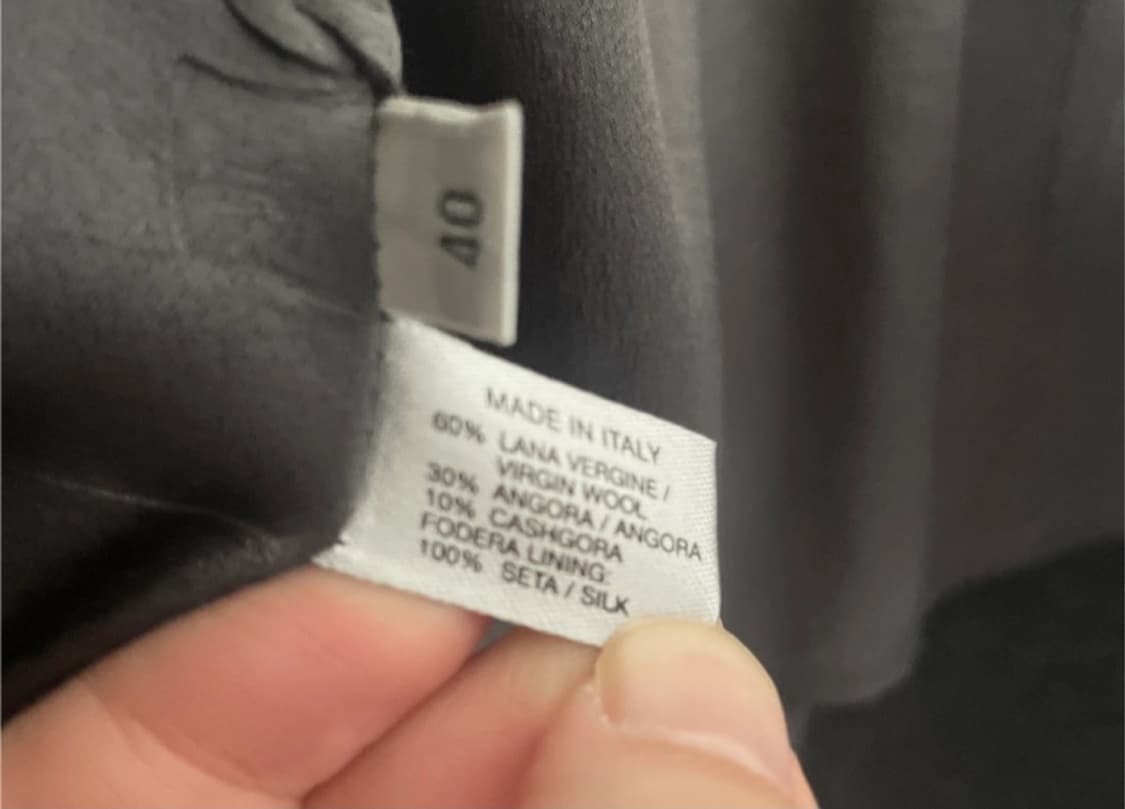 40
MADE IN ITALY
60% LANA VERGINE /
VIRGIN WOOL
30% ANGORA / ANGORA
10% CASHGORA
FODERA LINING:
100% SETA / SILK